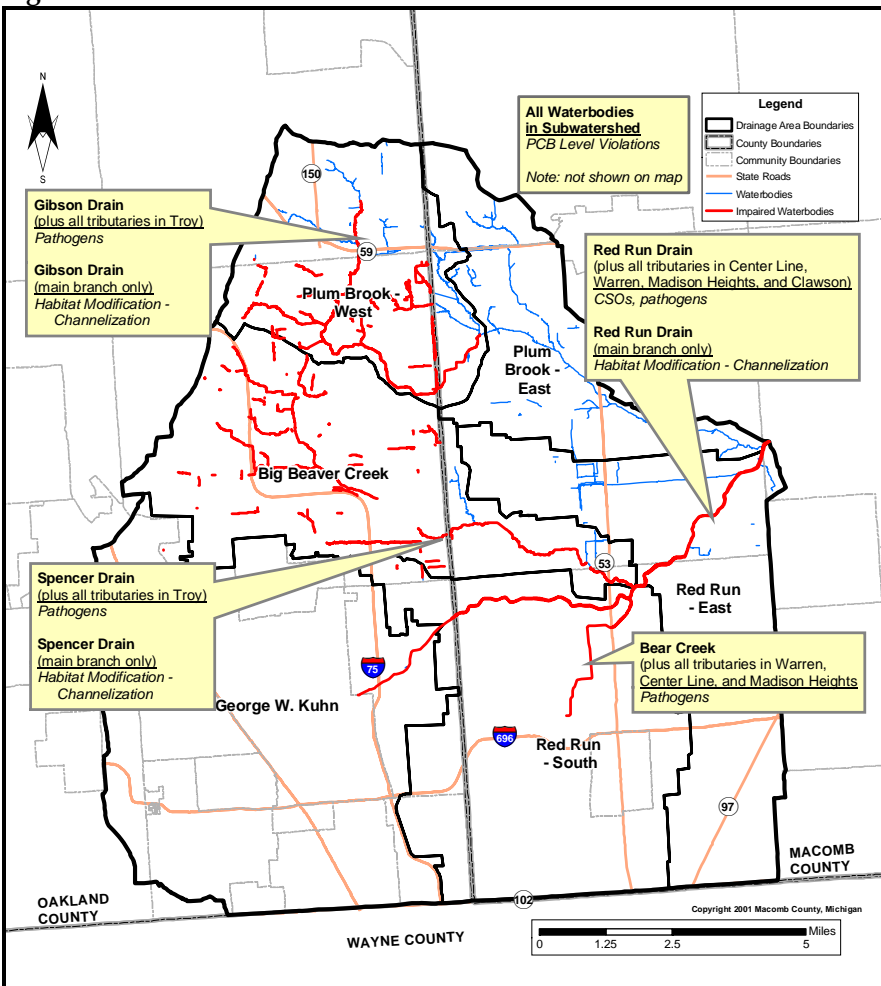 N
S
All Waterbodies
in Subwatershed
PCB Level Violations
Note: not shown on map
Legend
Drainage Area Boundaries
County Boundaries
Community Boundaries
State Roads
Waterbodies
Impaired Waterbodies
150
Gibson Drain
(plus all tributaries in Troy)
Pathogens
Gibson Drain
(main branch only)
Habitat Modification -
Channelization
59
Red Run Drain
(plus all tributaries in Center Line,
Warren, Madison Heights, and Clawson)
CSOs, pathogens
Red Run Drain
(main branch only)
Habitat Modification - Channelization
Plum Brook -
West
Plum
Brook -
East
Big Beaver Creek
Spencer Drain
(plus all tributaries in Troy)
Pathogens
Spencer Drain
(main branch only)
Habitat Modification -
Channelization
53
Red Run
- East
Bear Creek
(plus all tributaries in Warren,
Center Line, and Madison Heights
Pathogens
75
George W. Kuhn
696
Red Run
- South
97
MACOMB
COUNTY
OAKLAND
COUNTY
102
Copyright 2001 Macomb County, Michigan
WAYNE COUNTY
Miles
0 1.25 2.5 5